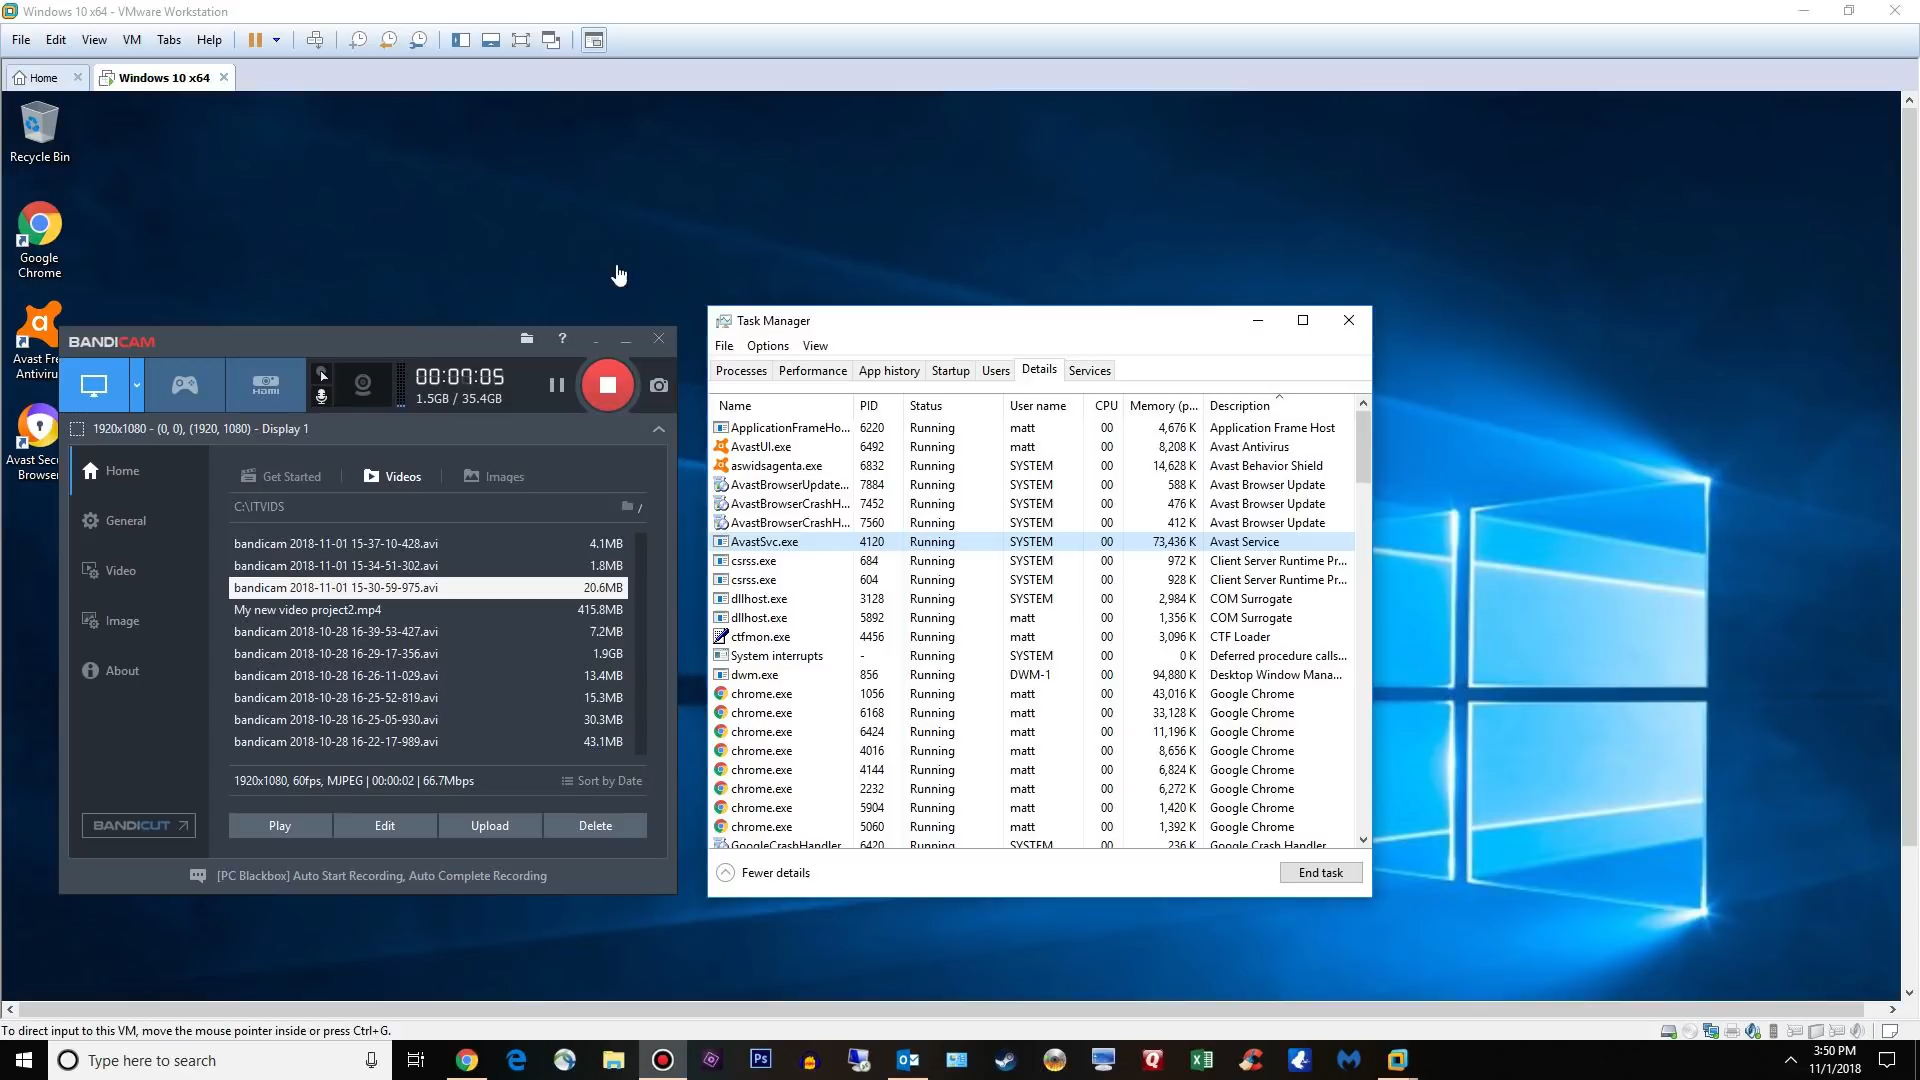 Windows 10 x64 - VMware Workstation
File Edit View VM Tabs Help
Home
Windows 10 x64
Recycle Bin
Google
Chrome
Avast Fre
Antivirus
Avast Sec
Browser
BANDICAM
00:07:05
1.5GB / 35.4GB
HDMI
1920x1080 - (0, 0), (1920, 1080) - Display 1
Home
General
Video
Image
About
BANDICUT
Get Started
Videos
Images
C:\ITVIDS
bandicam 2018-11-01 15-37-10-428.avi 4.1MB
bandicam 2018-11-01 15-34-51-302.avi 1.8MB
bandicam 2018-11-01 15-30-59-975.avi 20.6MB
My new video project2.mp4 415.8MB
bandicam 2018-10-28 16-39-53-427.avi 7.2MB
bandicam 2018-10-28 16-29-17-356.avi 1.9GB
bandicam 2018-10-28 16-26-11-029.avi 13.4MB
bandicam 2018-10-28 16-25-52-819.avi 15.3MB
bandicam 2018-10-28 16-25-05-930.avi 30.3MB
bandicam 2018-10-28 16-22-17-989.avi 43.1MB
1920x1080, 60fps, MJPEG | 00:00:02 | 66.7Mbps
Sort by Date
Play Edit Upload Delete
[PC Blackbox] Auto Start Recording, Auto Complete Recording
Task Manager
File Options View
Processes Performance App history Startup Users Details Services
Name PID Status User name CPU Memory (p... Description
ApplicationFrameHo... 6220 Running matt 00 4,676 K Application Frame Host
AvastUI.exe 6492 Running matt 00 8,208 K Avast Antivirus
aswidsagenta.exe 6832 Running SYSTEM 00 14,628 K Avast Behavior Shield
AvastBrowserUpdate... 7884 Running SYSTEM 00 588 K Avast Browser Update
AvastBrowserCrashH... 7452 Running SYSTEM 00 476 K Avast Browser Update
AvastBrowserCrashH... 7560 Running SYSTEM 00 412 K Avast Browser Update
AvastSvc.exe 4120 Running SYSTEM 00 73,436 K Avast Service
csrss.exe 684 Running SYSTEM 00 972 K Client Server Runtime Pr...
csrss.exe 604 Running SYSTEM 00 928 K Client Server Runtime Pr...
dllhost.exe 3128 Running SYSTEM 00 2,984 K COM Surrogate
dllhost.exe 5892 Running matt 00 1,356 K COM Surrogate
ctfmon.exe 4456 Running matt 00 3,096 K CTF Loader
System interrupts - Running SYSTEM 00 0 K Deferred procedure calls...
dwm.exe 856 Running DWM-1 00 94,880 K Desktop Window Mana...
chrome.exe 1056 Running matt 00 43,016 K Google Chrome
chrome.exe 6168 Running matt 00 33,128 K Google Chrome
chrome.exe 6424 Running matt 00 11,196 K Google Chrome
chrome.exe 4016 Running matt 00 8,656 K Google Chrome
chrome.exe 4144 Running matt 00 6,824 K Google Chrome
chrome.exe 2232 Running matt 00 6,272 K Google Chrome
chrome.exe 5904 Running matt 00 1,420 K Google Chrome
chrome.exe 5060 Running matt 00 1,392 K Google Chrome
GoogleCrashHandler 6420 Running SYSTEM 00 236 K Google Crash Handler
Fewer details
End task
To direct input to this VM, move the mouse pointer inside or press Ctrl+G.
Type here to search
Ps
3:50 PM
11/1/2018